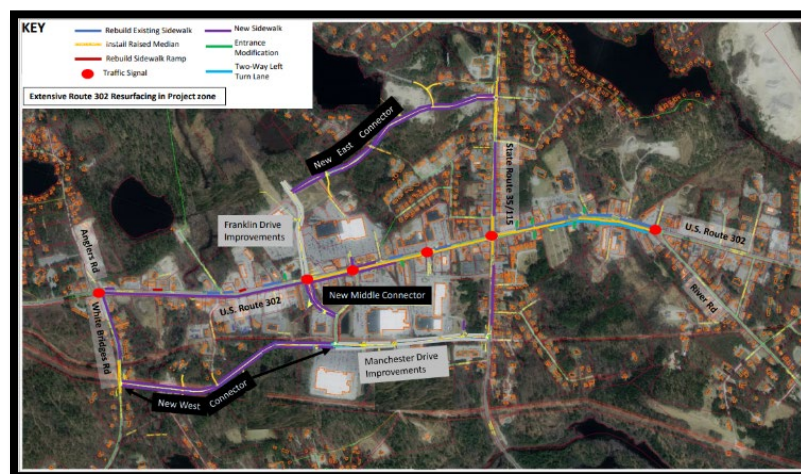 KEY
Rebuild Existing Sidewalk
New Sidewalk
Install Raised Median
Entrance
Modification
Rebuild Sidewalk Ramp
Two-Way Left
Turn Lane
Traffic Signal
Extensive Route 302 Resurfacing in Project zone
New East Connector
State Route 35/115
Franklin Drive
Improvements
Anglers Rd
U.S. Route 302
U.S. Route 302
New Middle Connector
River Rd
White Bridges Rd
Manchester Drive
Improvements
New West Connector